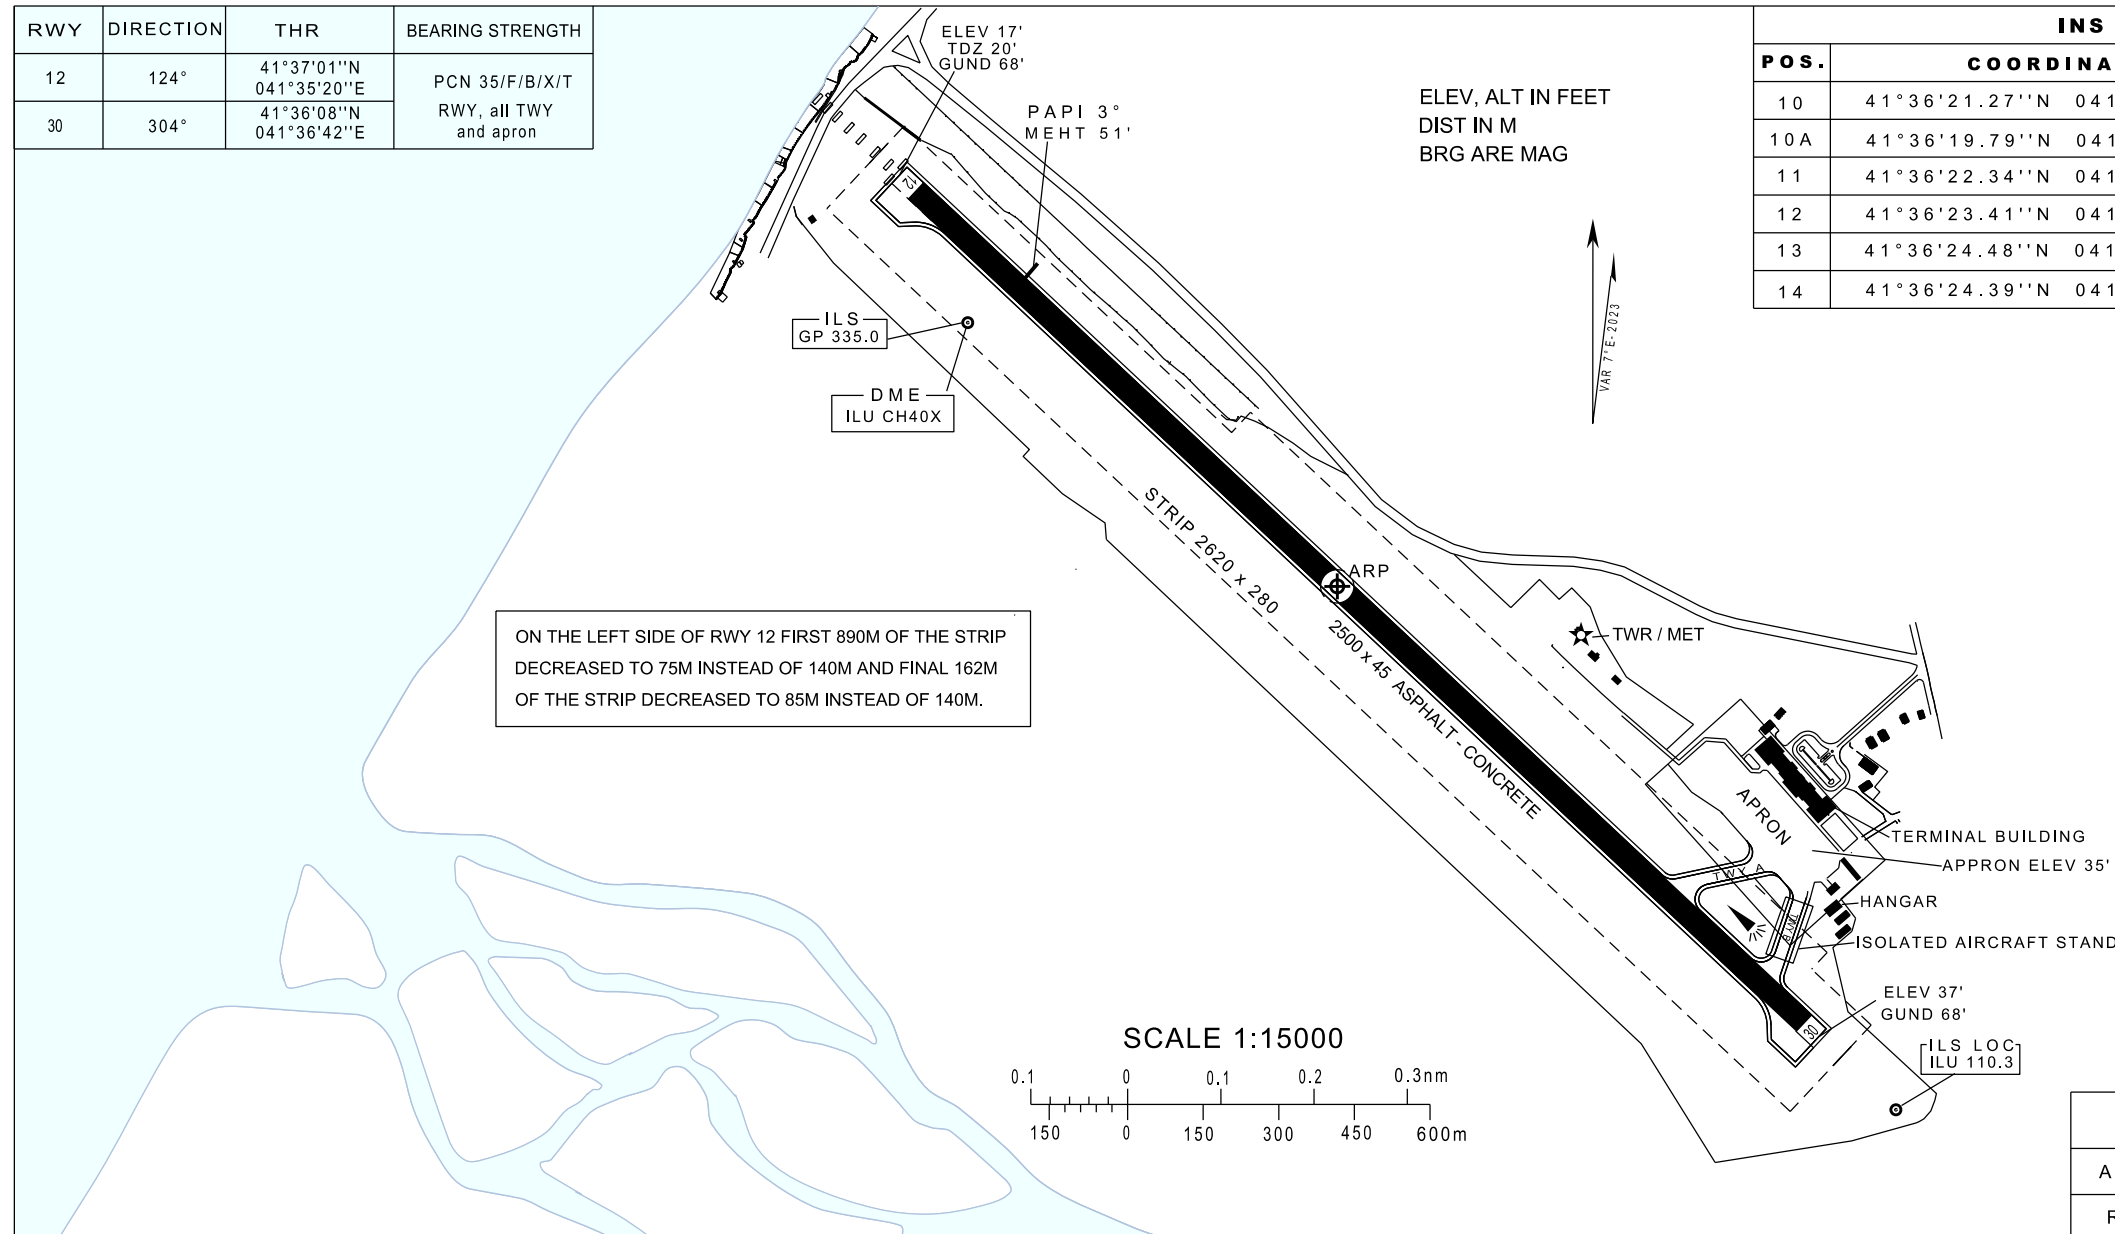 RWY DIRECTION THR BEARING STRENGTH
12 124° 41°37'01''N
041°35'20''E
30 304° 41°36'08''N
041°36'42''E
PCN 35/F/B/X/T
RWY, all TWY
and apron
ELEV 17'
TDZ 20'
GUND 68'
PAPI 3°
MEHT 51'
ELEV, ALT IN FEET
DIST IN M
BRG ARE MAG
VAR 7°E-2023
INS
POS. COORDINA
10 41°36'21.27''N 041
10A 41°36'19.79''N 041
11 41°36'22.34''N 041
12 41°36'23.41''N 041
13 41°36'24.48''N 041
14 41°36'24.39''N 041
12
ILS
GP 335.0
DME
ILU CH40X
STRIP 2620 x 280
ARP
2500 x 45 ASPHALT - CONCRETE
TWR / MET
ON THE LEFT SIDE OF RWY 12 FIRST 890M OF THE STRIP
DECREASED TO 75M INSTEAD OF 140M AND FINAL 162M
OF THE STRIP DECREASED TO 85M INSTEAD OF 140M.
APRON
TERMINAL BUILDING
APPRON ELEV 35'
TWY A
HANGAR
TWY B
ISOLATED AIRCRAFT STAND
ELEV 37'
GUND 68'
30
ILS LOC
ILU 110.3
SCALE 1:15000
0.1 0 0.1 0.2 0.3nm
150 0 150 300 450 600m
A
R